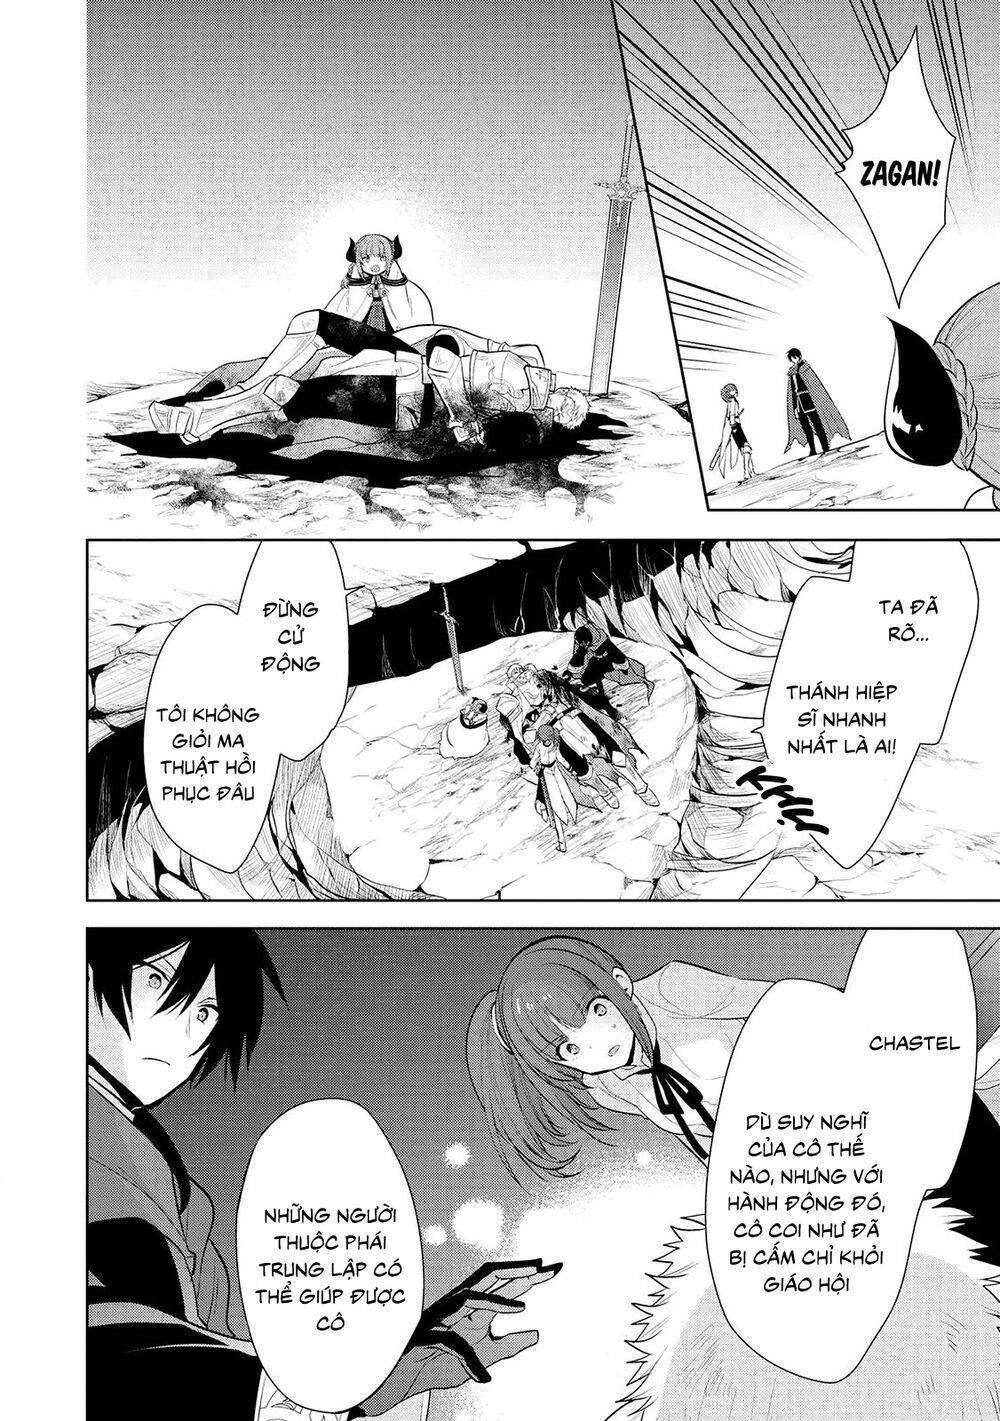 ZAGAN!
TA ĐÃ
RÕ...
THÁNH HIỆP
SĨ NHANH
NHẤT LÀ AI!
KHỤ
ĐỪNG
CỬ
ĐỘNG
TÔI KHÔNG
GIỎI MA
THUẬT HỒI
PHỤC ĐÂU
CHASTEL
DÙ SUY NGHĨ
CỦA CÔ THẾ
NÀO, NHƯNG VỚI
HÀNH ĐỘNG ĐÓ,
CÔ COI NHƯ ĐÃ
BỊ CẤM CHỈ KHỎI
GIÁO HỘI
NHỮNG NGƯỜI
THUỘC PHÁI
TRUNG LẬP CÓ
THỂ GIÚP ĐƯỢC
CÔ